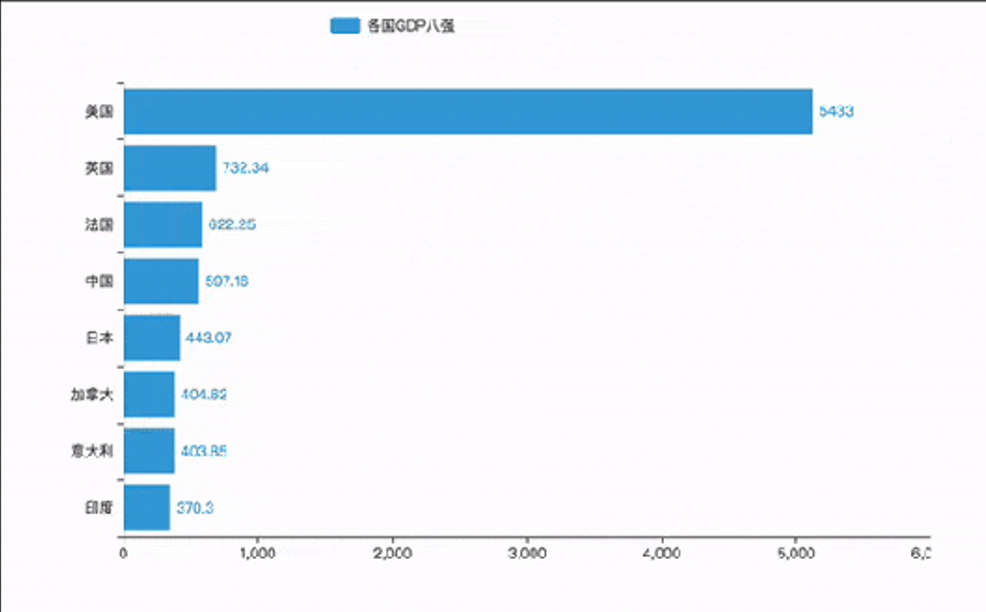 各国GDP八强
美国 5433
英国 732.34
法国 622.25
中国 597.16
日本 443.07
加拿大 404.62
意大利 403.85
印度 370.3
0 1,000 2,000 3,000 4,000 5,000